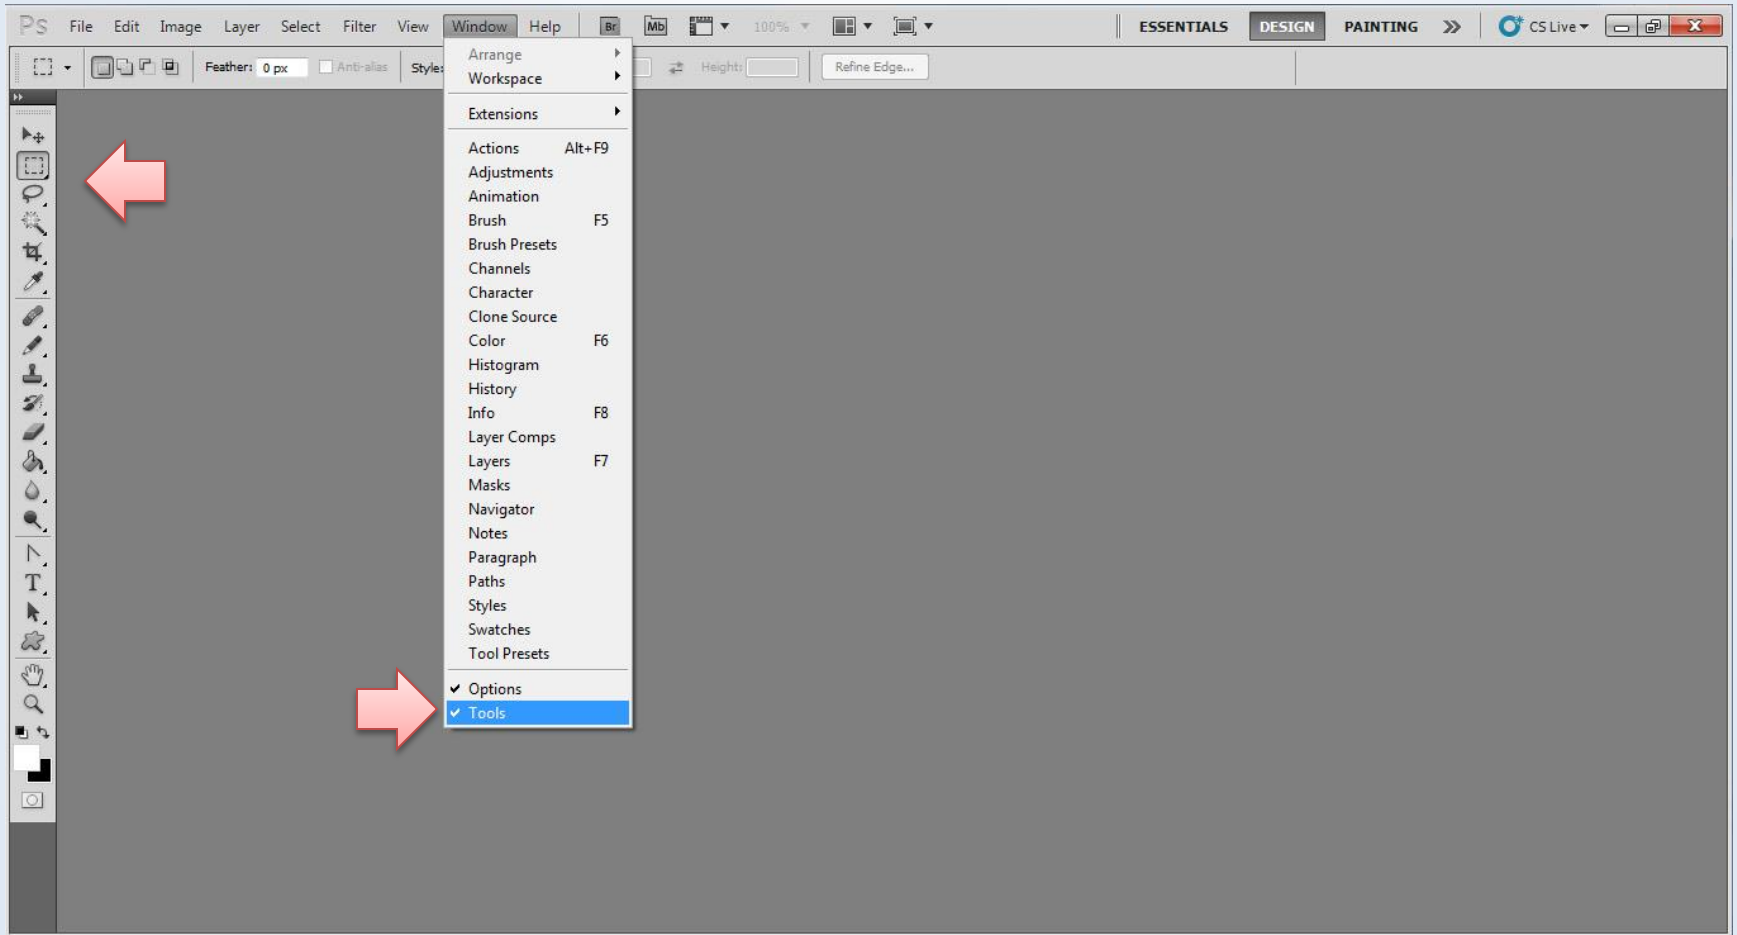 Ps File Edit Image Layer Select Filter View Window Help Br Mb 100% ESSENTIALS DESIGN PAINTING CS Live
Feather: 0 px Anti-alias Style: Height: Refine Edge...
Arrange
Workspace
Extensions
Actions Alt+F9
Adjustments
Animation
Brush F5
Brush Presets
Channels
Character
Clone Source
Color F6
Histogram
History
Info F8
Layer Comps
Layers F7
Masks
Navigator
Notes
Paragraph
Paths
Styles
Swatches
Tool Presets
Options
Tools